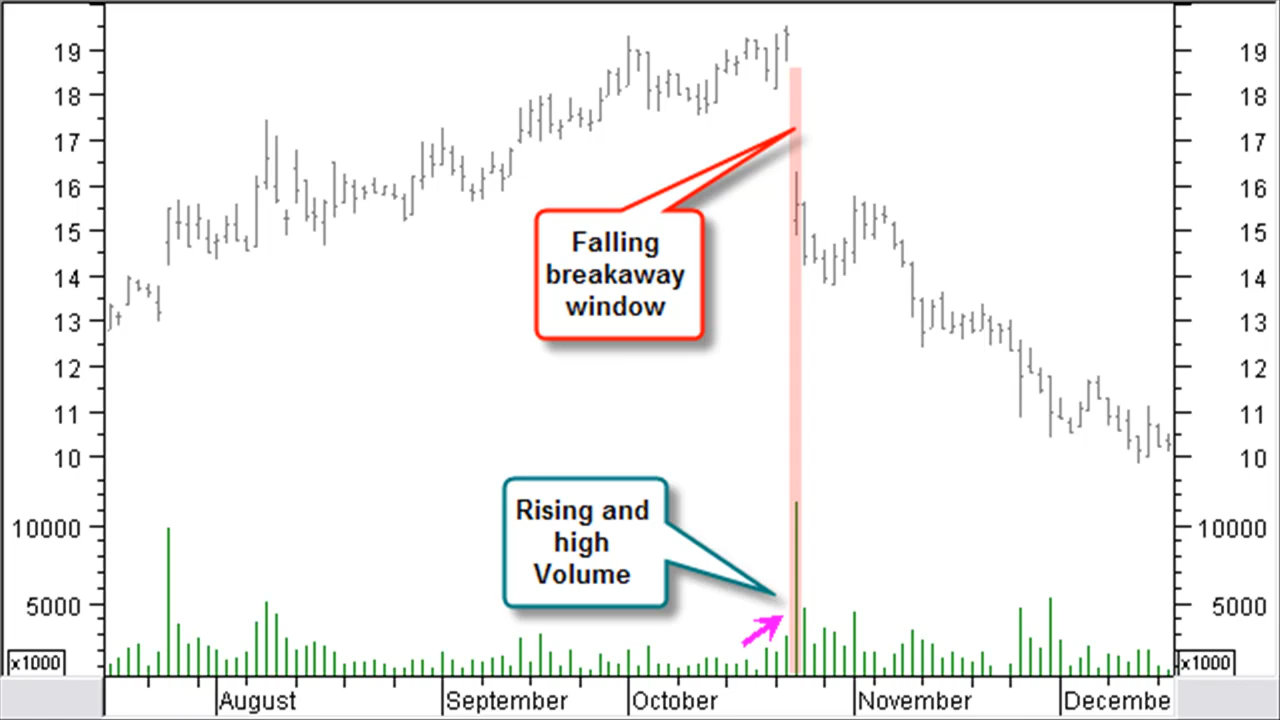 19
18
17
16
15
14
13
12
11
10
10000
5000
x1000
19
18
17
16
15
14
13
12
11
10
10000
5000
x1000
Falling
breakaway
window
Rising and
high
Volume
August
September
October
November
Decembe